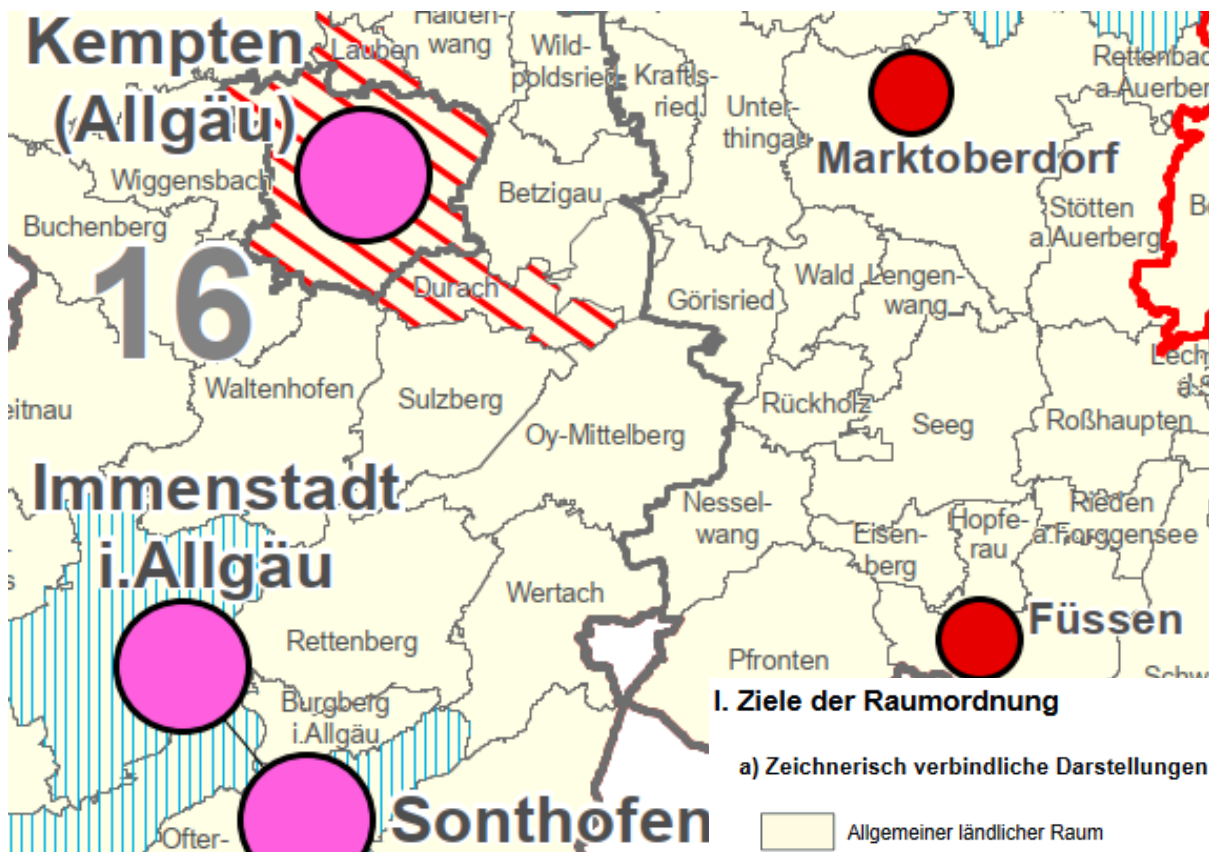 Kempten
(Allgäu)
Lauben
Halden-
wang
Wild-
poldsried
Kraftis-
ried
Unter-
thingau
Marktoberdorf
a.Auerberg
Stötten
a.Auerberg
Wiggensbach
Betzigau
Buchenberg
16
Durach
Görisried
Wald
Lengen-
wang
Waltenhofen
Sulzberg
Oy-Mittelberg
Rückholz
Seeg
Roßhaupten
Immenstadt
i.Allgäu
Nessel-
wang
Eisen-
berg
Hopfe-
rau
Rieden
a.Forggensee
Wertach
Rettenberg
Füssen
Pfronten
Burgberg
i.Allgäu
Sonthofen
Ofter-
I. Ziele der Raumordnung
a) Zeichnerisch verbindliche Darstellungen
Allgemeiner ländlicher Raum